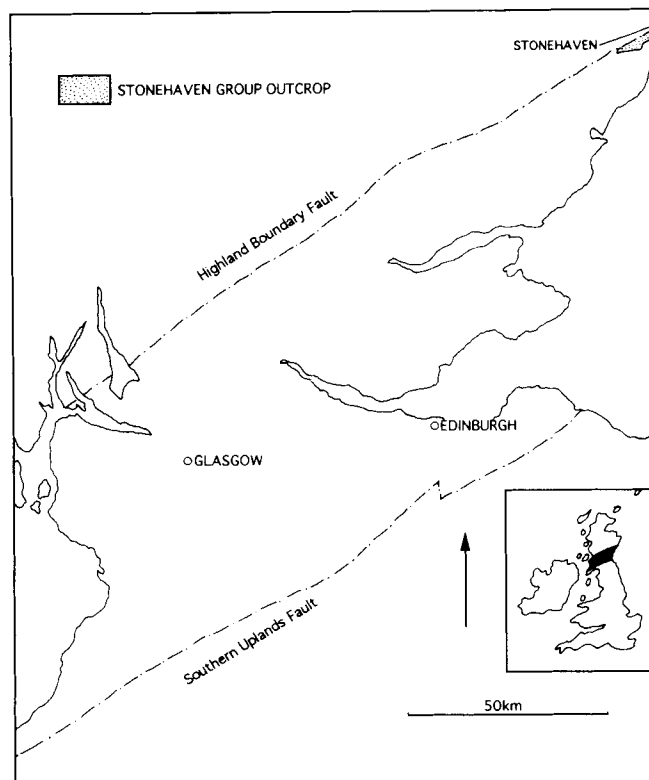 STONEHAVEN
STONEHAVEN GROUP OUTCROP
Highland Boundary Fault
EDINBURGH
GLASGOW
Southern Uplands Fault
50km